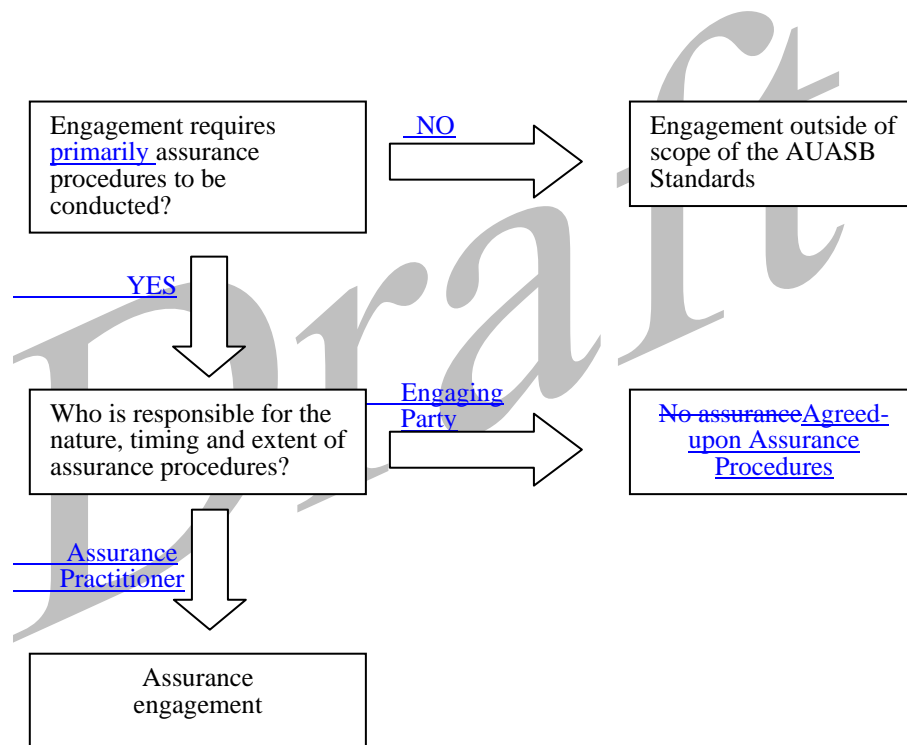 Engagement requires
primarily assurance
procedures to be
conducted?
NO
Engagement outside of
scope of the AUASB
Standards
YES
Who is responsible for the
nature, timing and extent of
assurance procedures?
Engaging
Party
No assuranceAgreed-
upon Assurance
Procedures
Assurance
Practitioner
Assurance
engagement
Draft